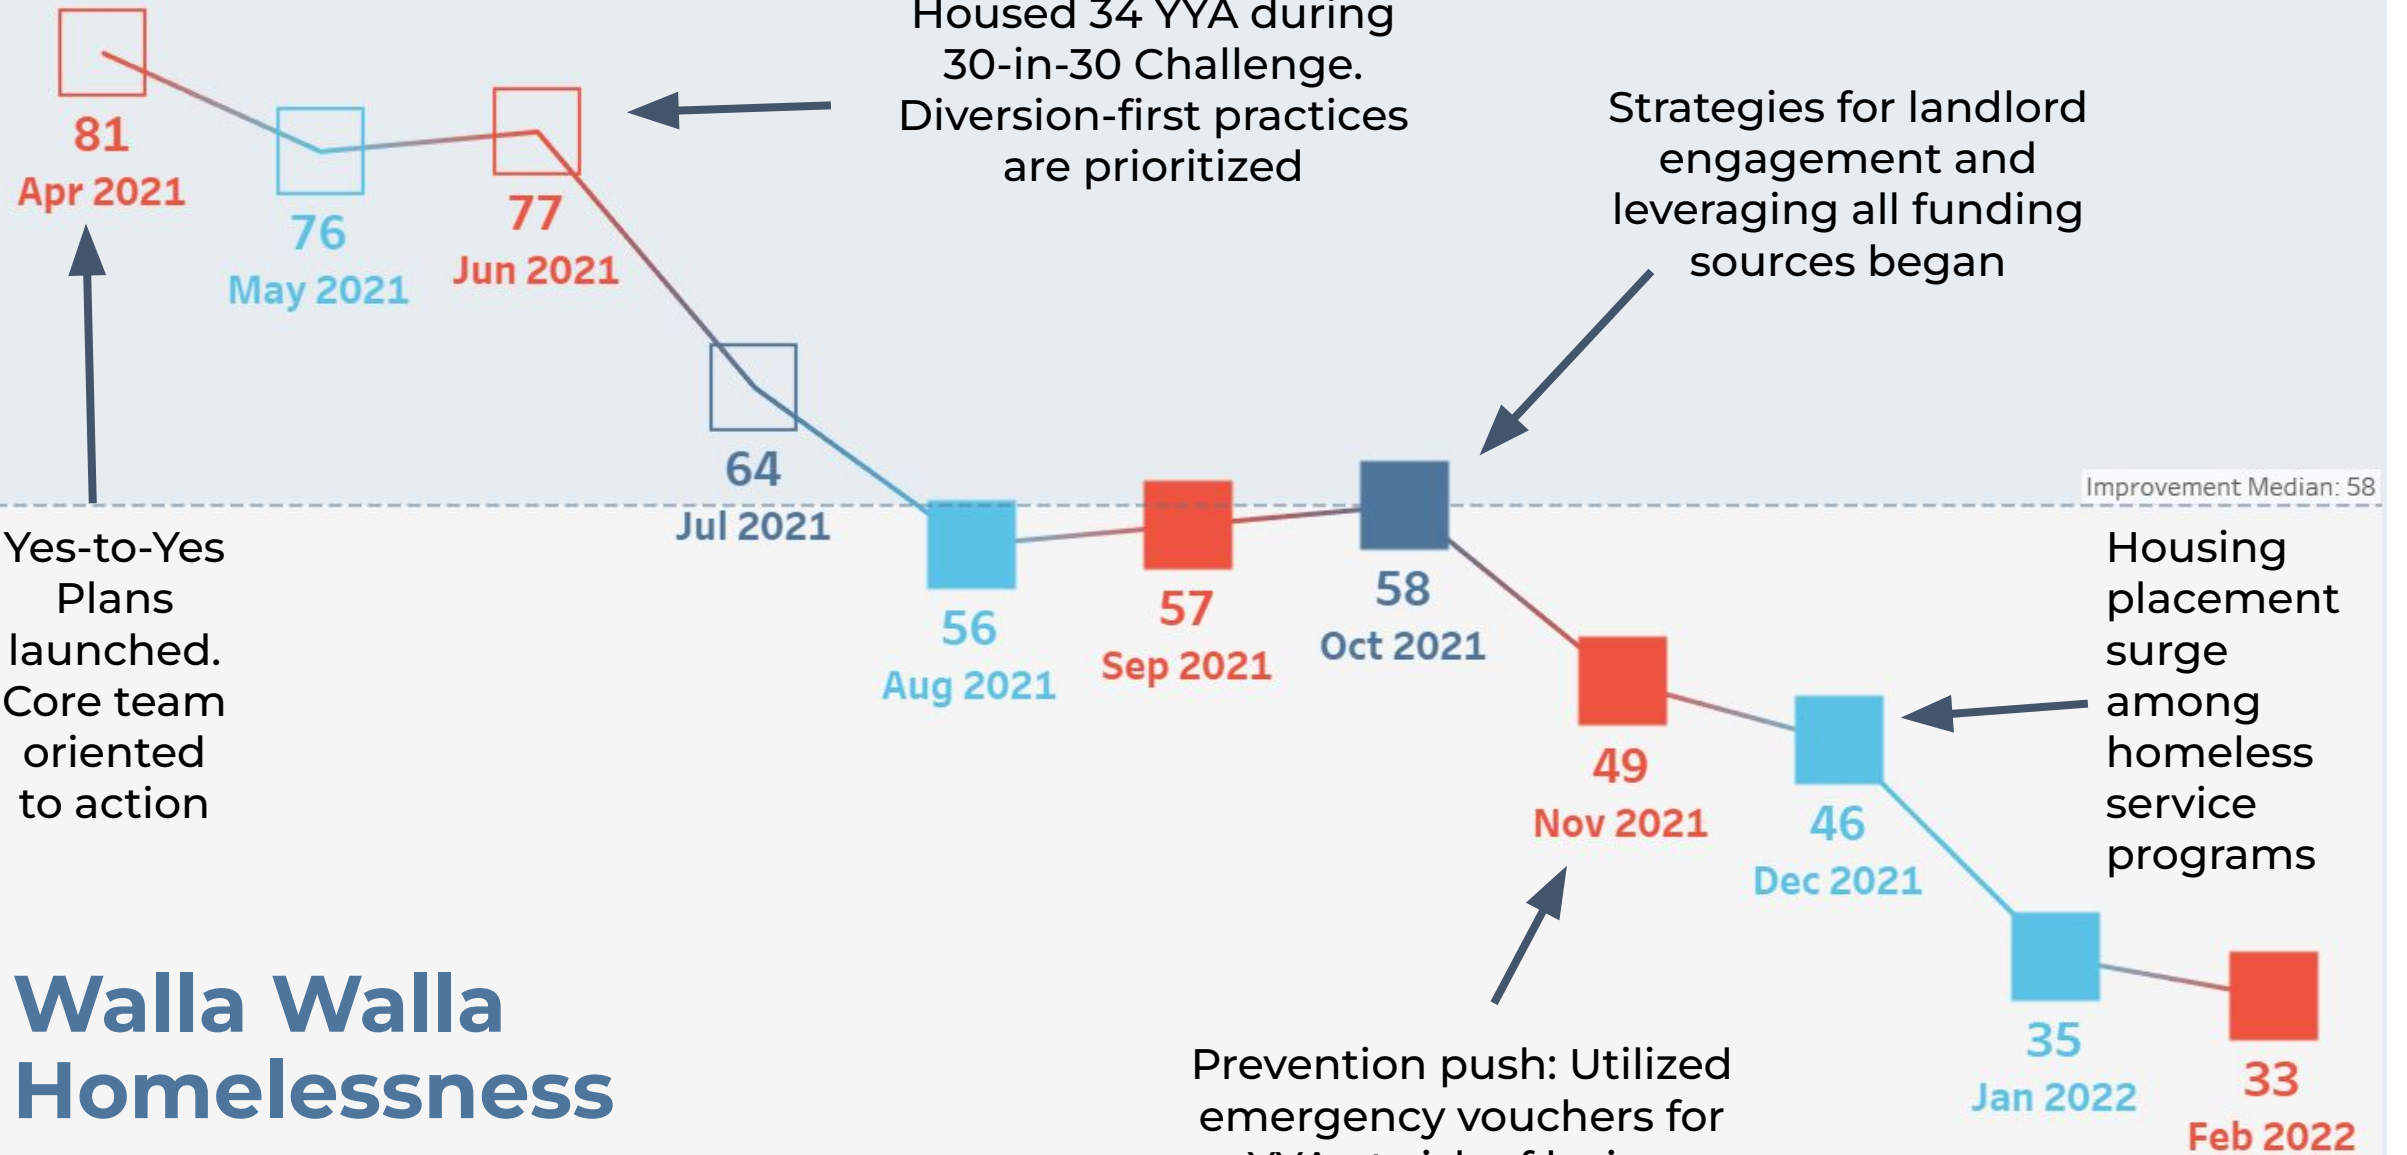 Housed 34 YYA during
30-in-30 Challenge.
Diversion-first practices
are prioritized
Strategies for landlord
engagement and
leveraging all funding
sources began
81
Apr 2021
76
May 2021
77
Jun 2021
64
Jul 2021
56
Aug 2021
57
Sep 2021
58
Oct 2021
49
Nov 2021
46
Dec 2021
35
Jan 2022
33
Feb 2022
Improvement Median: 58
Yes-to-Yes
Plans
launched.
Core team
oriented
to action
Housing
placement
surge
among
homeless
service
programs
Prevention push: Utilized
emergency vouchers for
Walla Walla
Homelessness